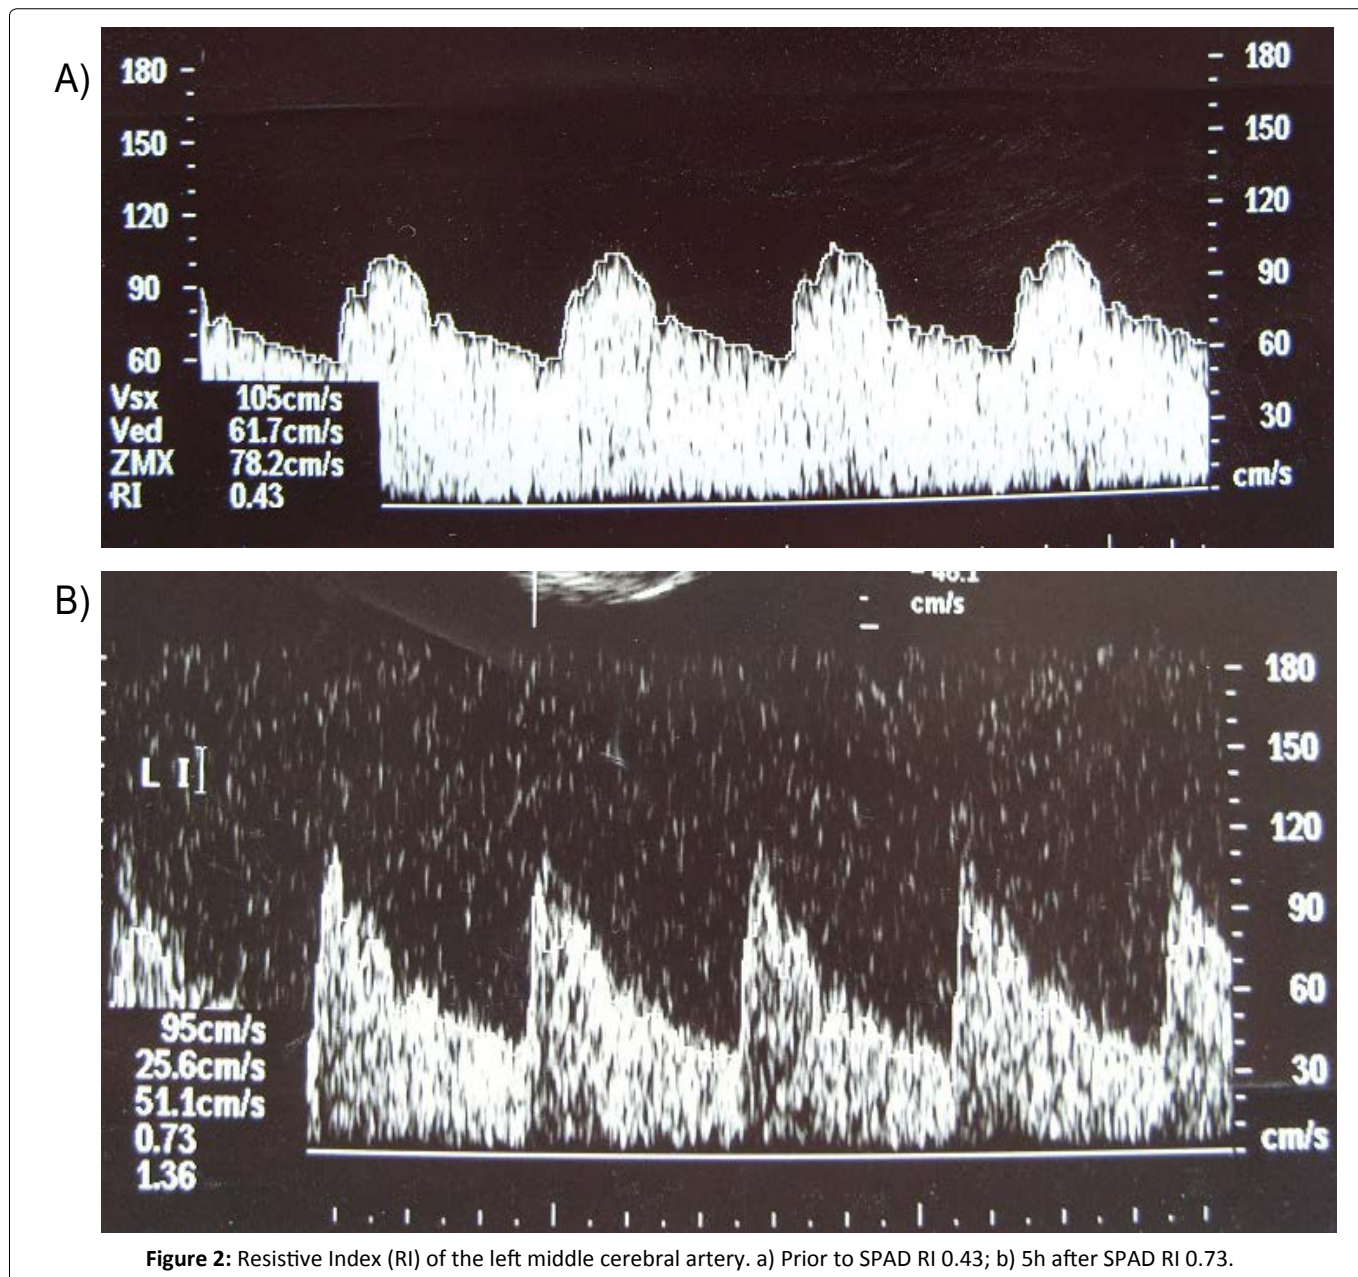 A)
180
180
150
150
120
120
90
90
60
60
Vsx 105cm/s
30
Ved 61.7cm/s
ZMX 78.2cm/s
cm/s
RI 0.43
B)
cm/s
180
150
L I
120
90
60
95cm/s
25.6cm/s
30
51.1cm/s
0.73
cm/s
1.36
Figure 2: Resistive Index (RI) of the left middle cerebral artery. a) Prior to SPAD RI 0.43; b) 5h after SPAD RI 0.73.